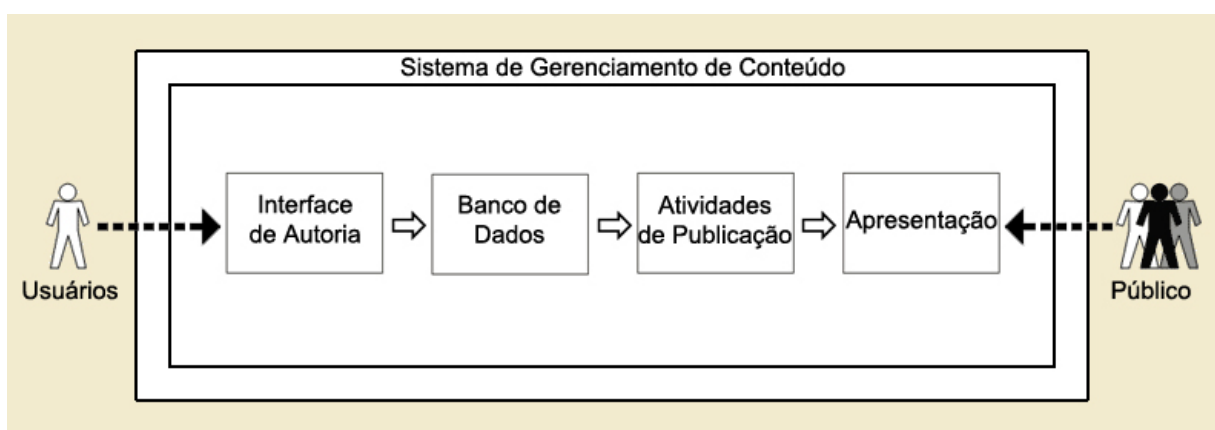 Sistema de Gerenciamento de Conteúdo
Interface
de Autoria
Banco de
Dados
Atividades
de Publicação
Apresentação
Usuários
Público